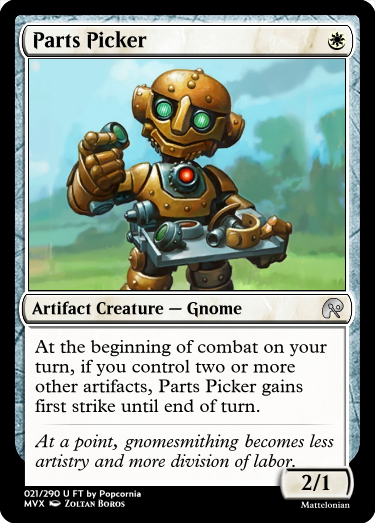 Parts Picker
Artifact Creature — Gnome
At the beginning of combat on your
turn, if you control two or more
other artifacts, Parts Picker gains
first strike until end of turn.
At a point, gnomesmithing becomes less
artistry and more division of labor.
2/1
021/290 U FT by Popcornia
MVX Zoltan Boros
Mattelonian